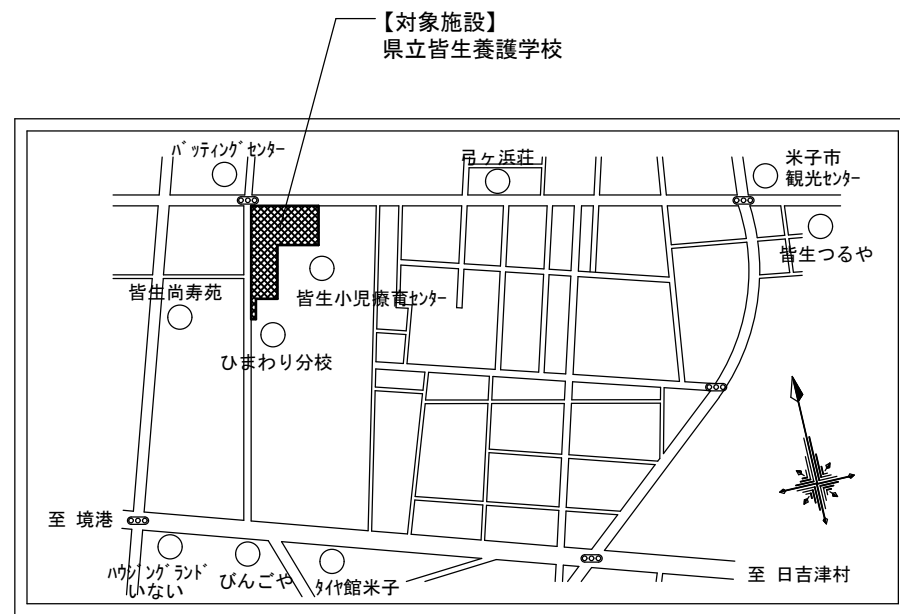 【対象施設】
県立皆生養護学校
バッティングセンター
弓ヶ浜荘
米子市
観光センター
皆生つるや
皆生尚寿苑
皆生小児療育センター
ひまわり分校
至 境港
ハウジングランド
いない
びんごや
タイヤ館米子
至 日吉津村